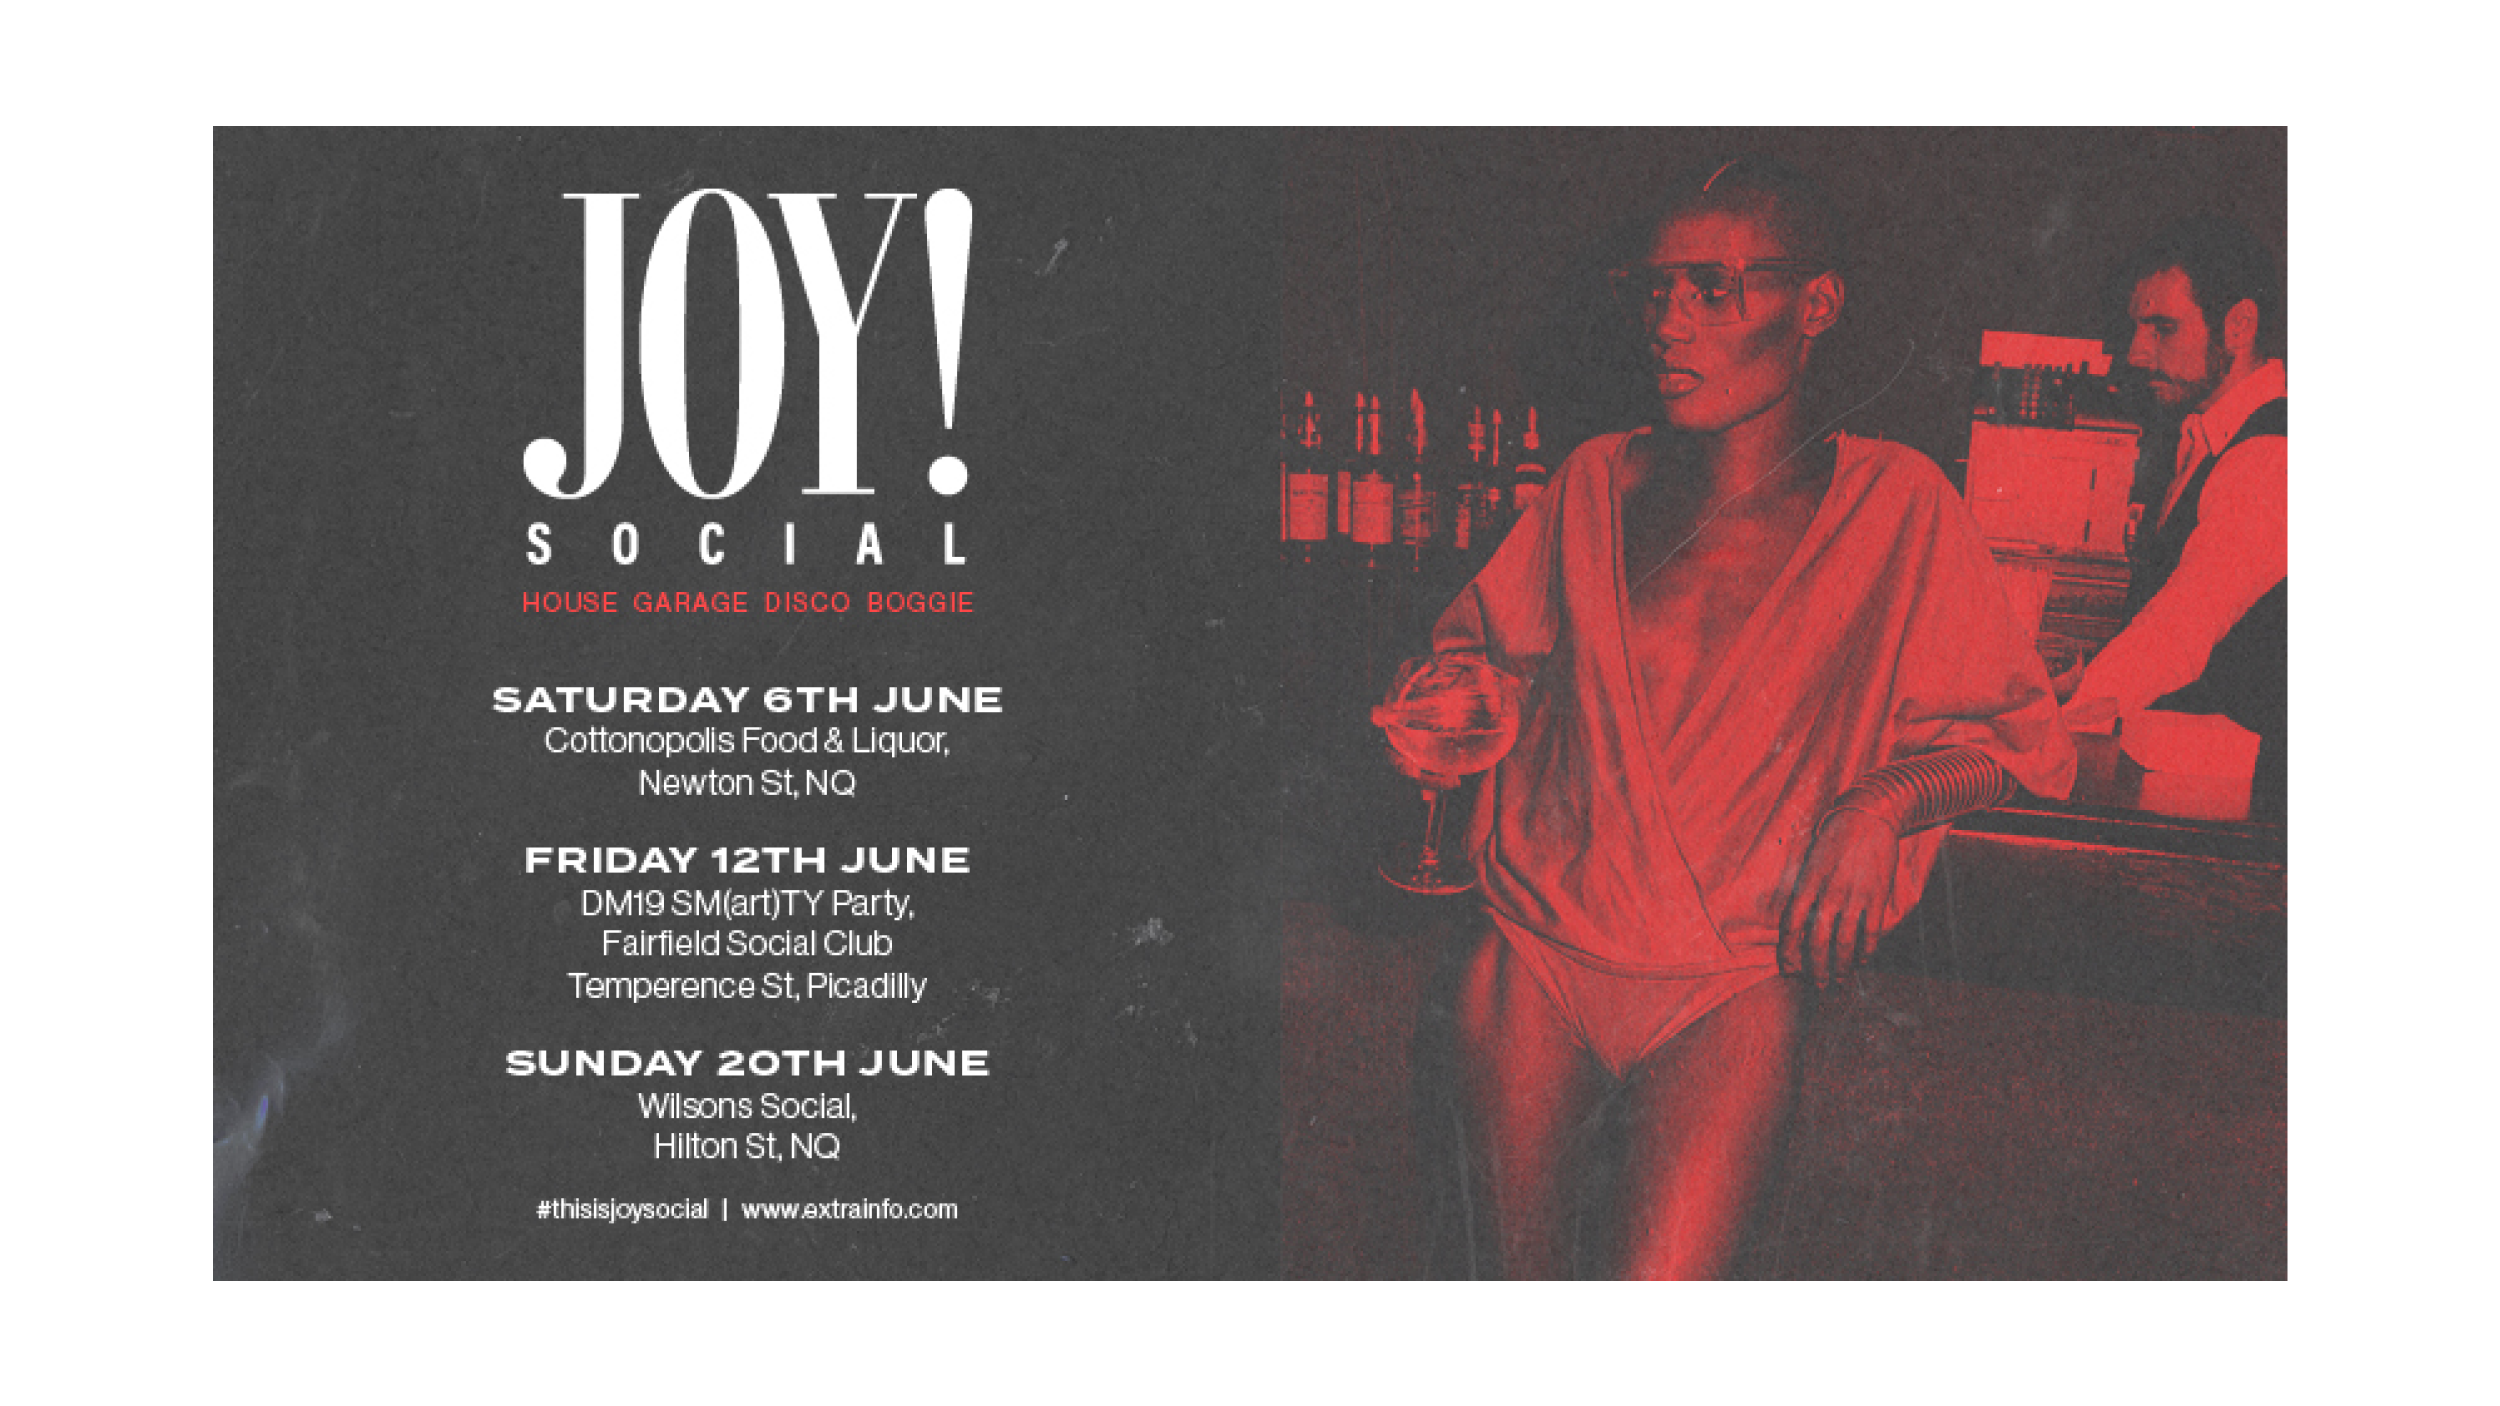 JOY!
SOCIAL
HOUSE GARAGE DISCO BOGGIE
SATURDAY 6TH JUNE
Cottonopolis Food & Liquor,
Newton St, NQ
FRIDAY 12TH JUNE
DM19 SM(art)TY Party,
Fairfield Social Club
Temperence St, Picadilly
SUNDAY 20TH JUNE
Wilsons Social,
Hilton St, NQ
#thisisjoysocial | www.extrainfo.com